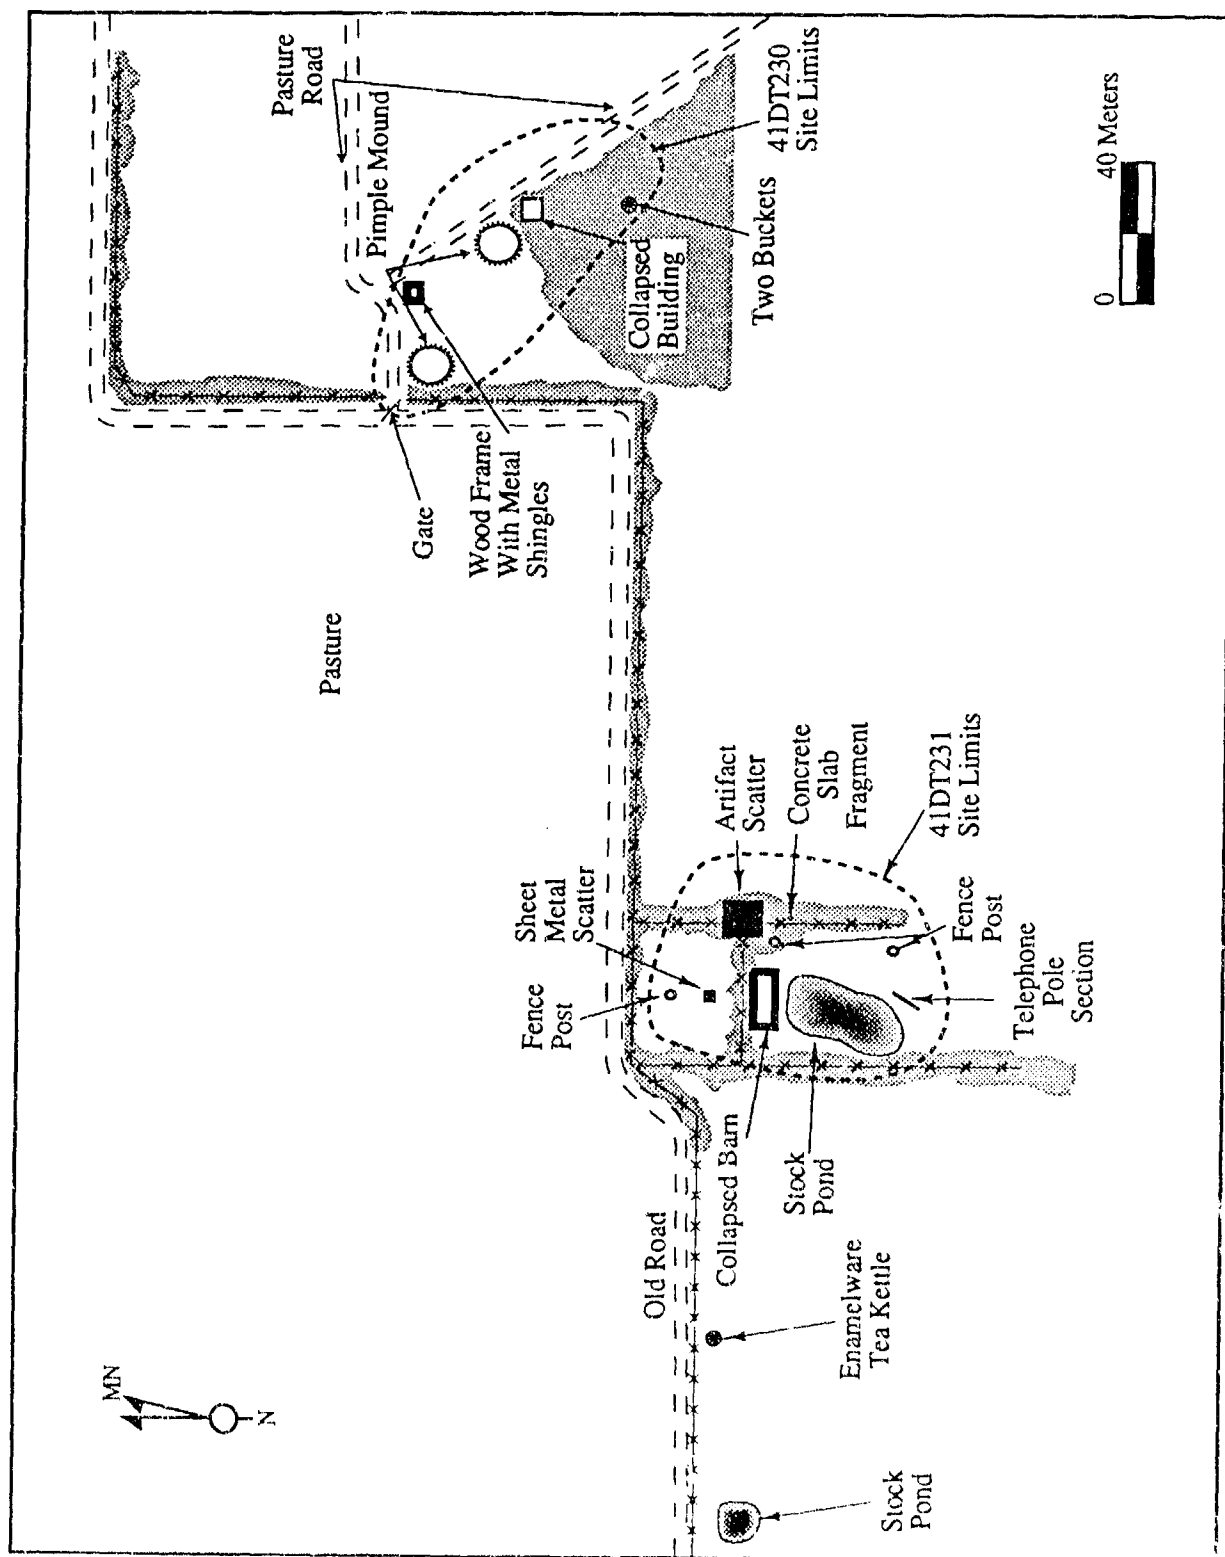 MN
N
Pasture
Road
Pimple Mound
41DT230
Site Limits
Collapsed
Building
Two Buckets
0
40 Meters
Gate
Wood Frame
With Metal
Shingles
Pasture
Fence
Post
Sheet
Metal
Scatter
Artifact
Scatter
Concrete
Slab
Fragment
41DT231
Site Limits
Fence
Post
Telephone
Pole
Section
Old Road
Collapsed Barn
Stock
Pond
Enamelware
Tea Kettle
Stock
Pond